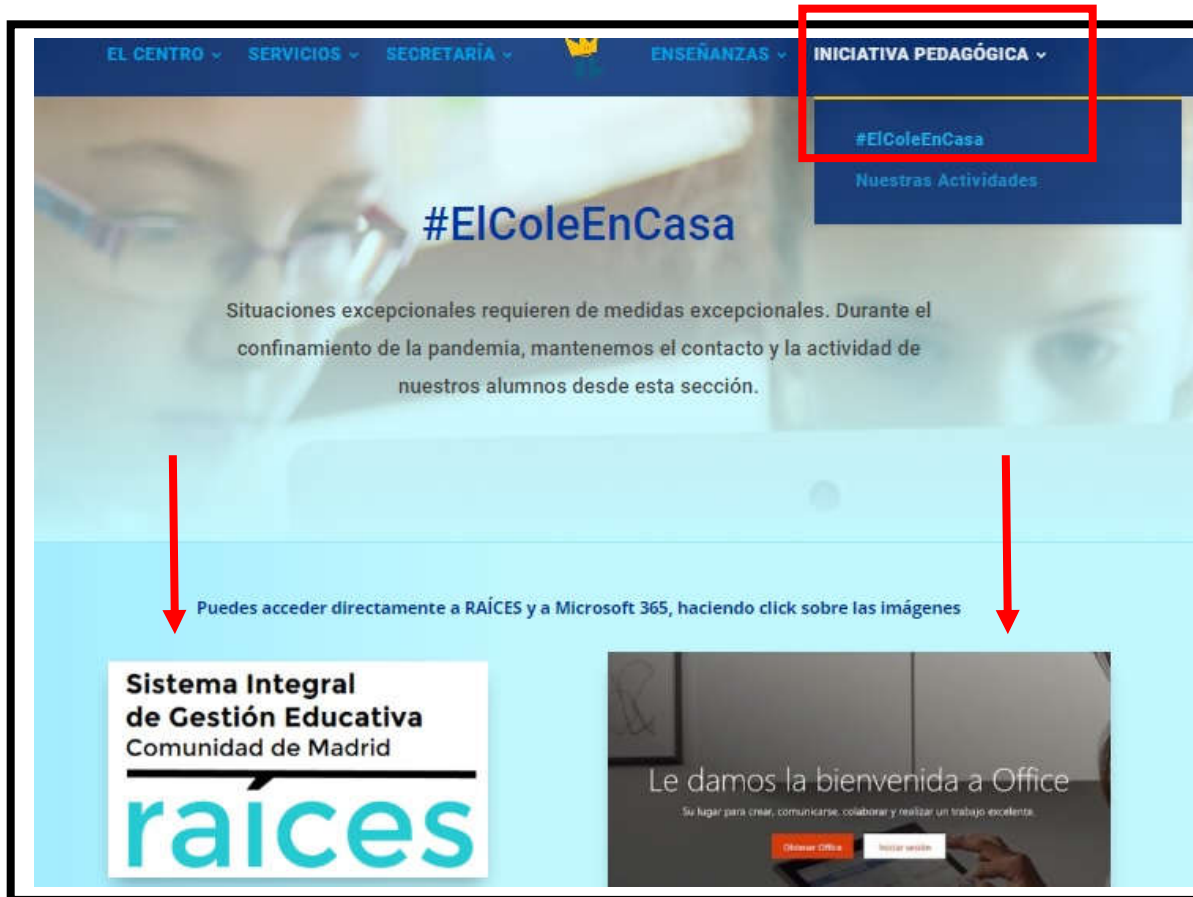 EL CENTRO SERVICIOS SECRETARÍA ENSEÑANZAS INICIATIVA PEDAGÓGICA
#ElColeEnCasa
Nuestras Actividades
#ElColeEnCasa
Situaciones excepcionales requieren de medidas excepcionales. Durante el
confinamiento de la pandemia, mantenemos el contacto y la actividad de
nuestros alumnos desde esta sección.
Puedes acceder directamente a RAÍCES y a Microsoft 365, haciendo click sobre las imágenes
Sistema Integral
de Gestión Educativa
Comunidad de Madrid
raíces
Le damos la bienvenida a Office
Su lugar para crear, comunicarse, colaborar y realizar un trabajo excelente.
Obtener Office Iniciar sesión